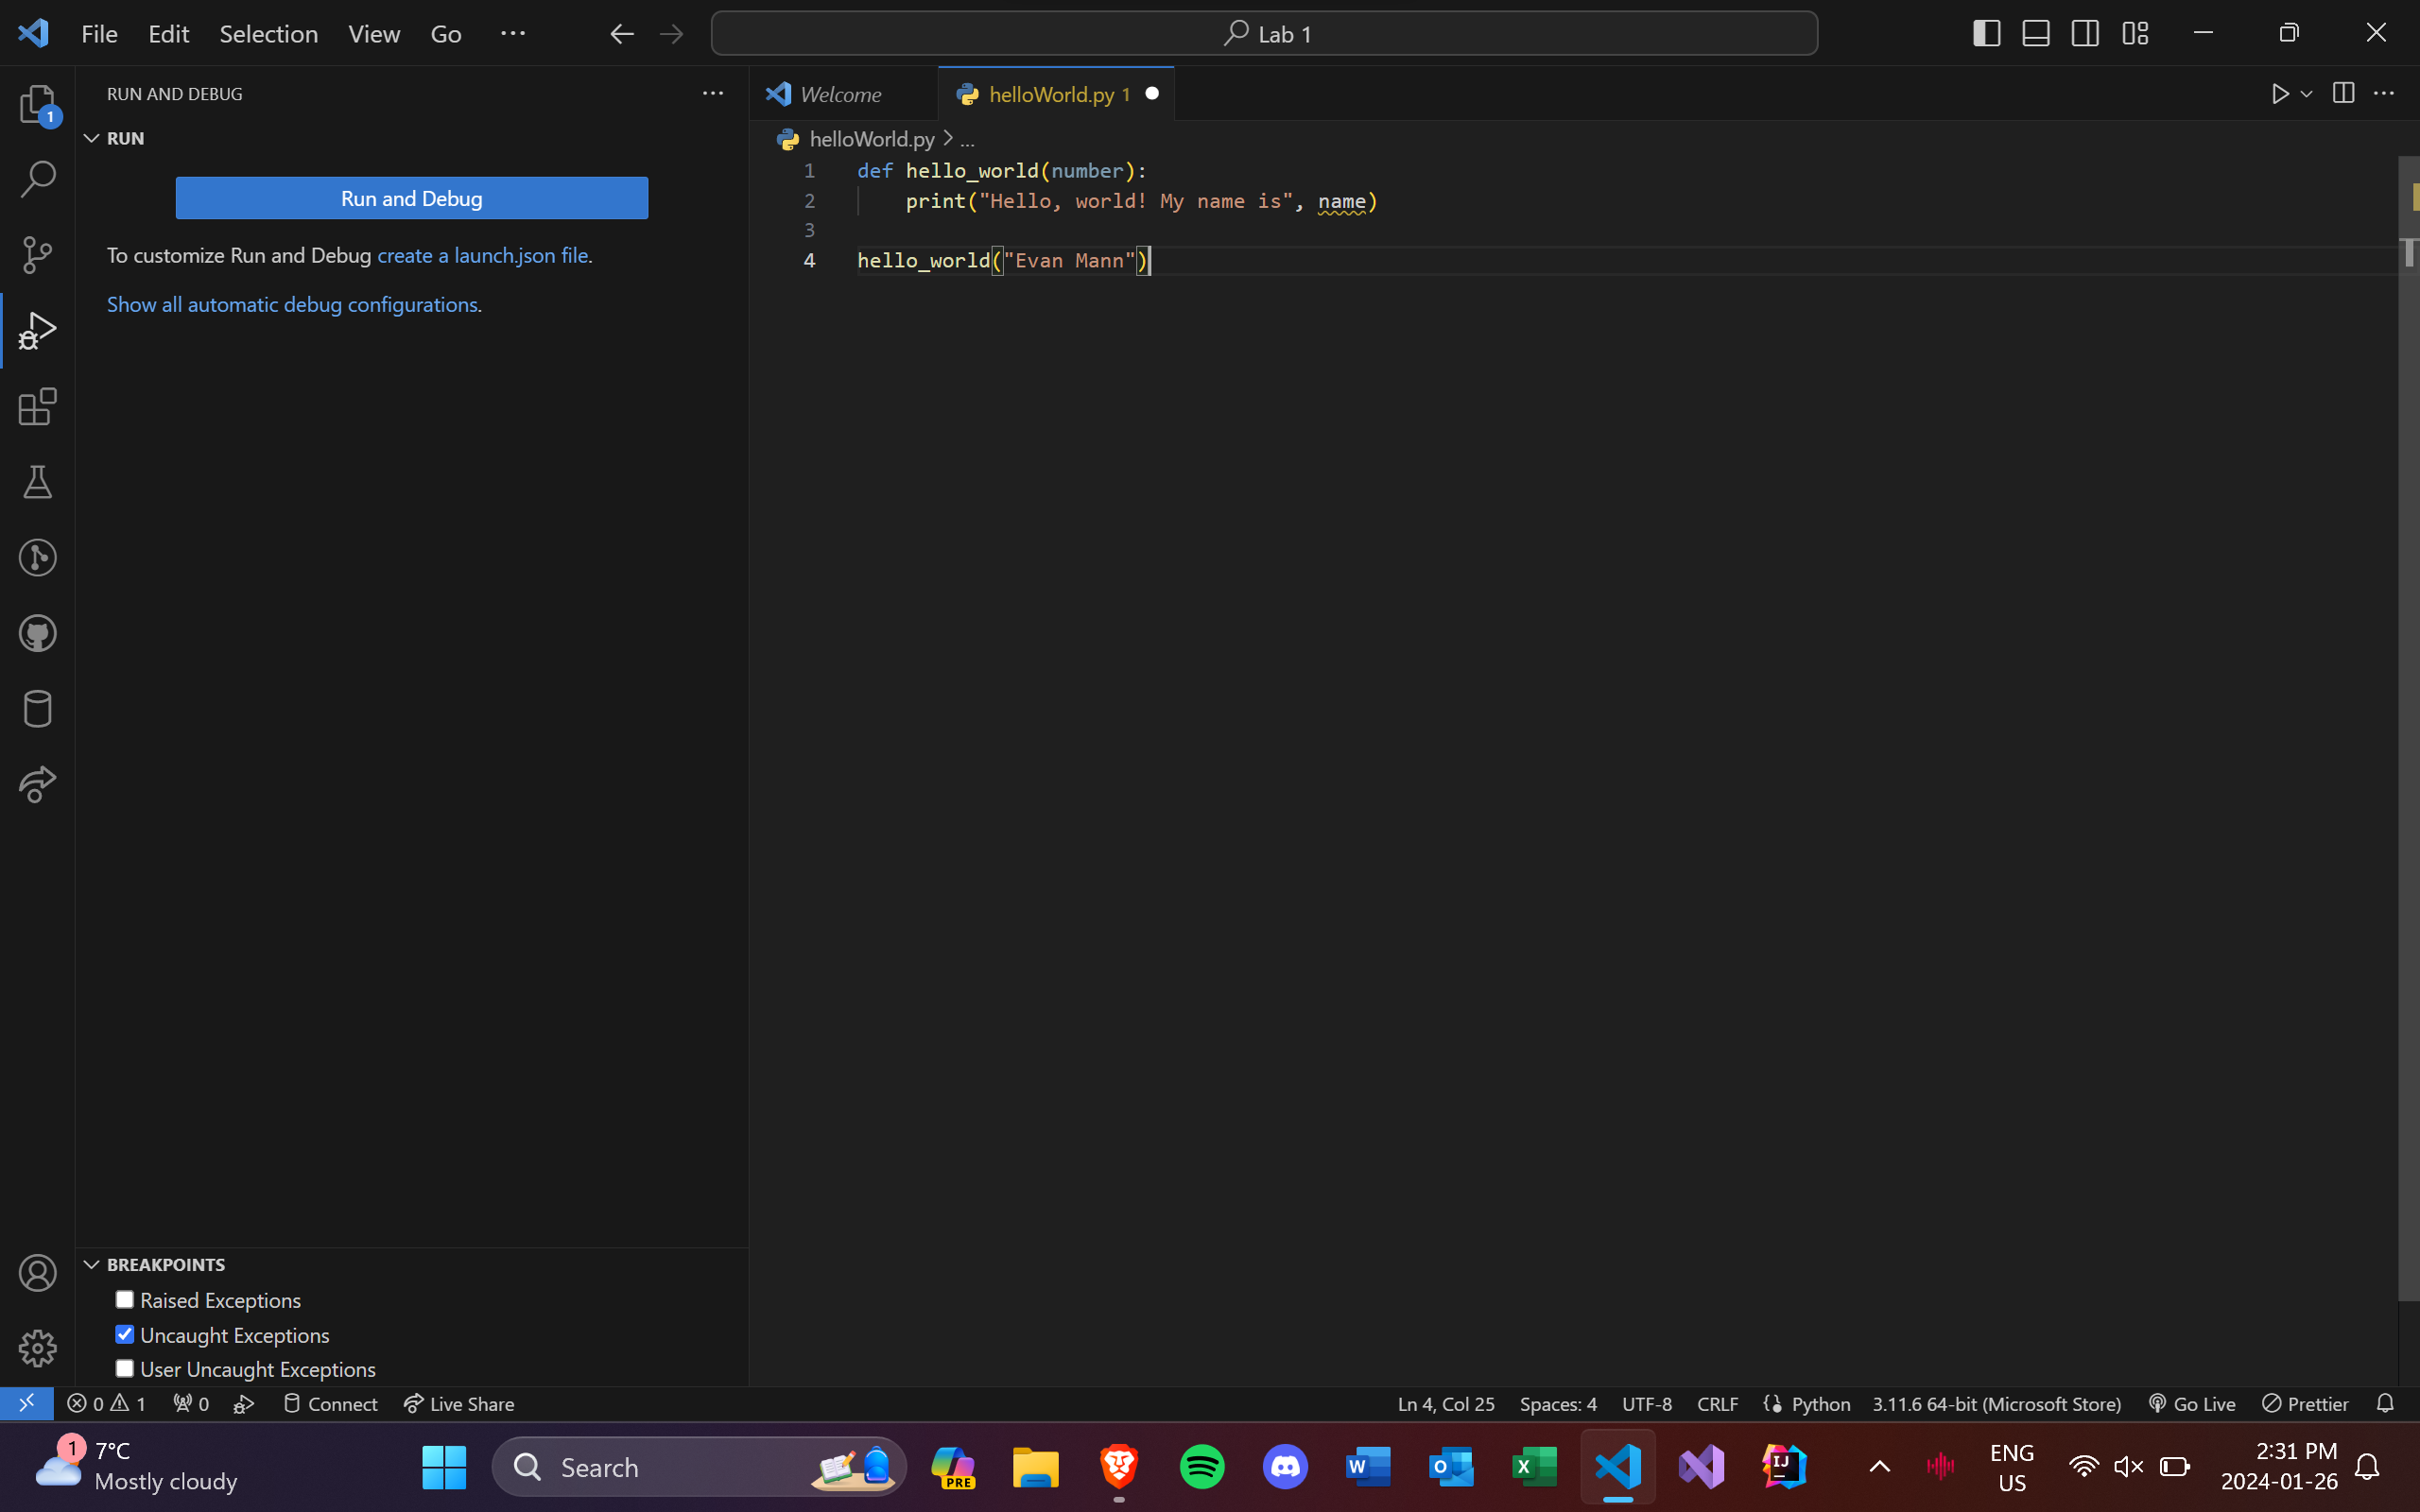 File Edit Selection View Go ···
Lab 1
1
RUN AND DEBUG
RUN
Run and Debug
To customize Run and Debug create a launch.json file.
Show all automatic debug configurations.
Welcome
helloWorld.py 1
helloWorld.py > ...
1 def hello_world(number):
2 print("Hello, world! My name is", name)
3
4 hello_world("Evan Mann")
BREAKPOINTS
Raised Exceptions
Uncaught Exceptions
User Uncaught Exceptions
0 1 0 Connect Live Share
Ln 4, Col 25 Spaces: 4 UTF-8 CRLF Python 3.11.6 64-bit (Microsoft Store) Go Live Prettier
1
7°C
Mostly cloudy
Search
PRE
W
O
X
IJ
ENG
US
2:31 PM
2024-01-26